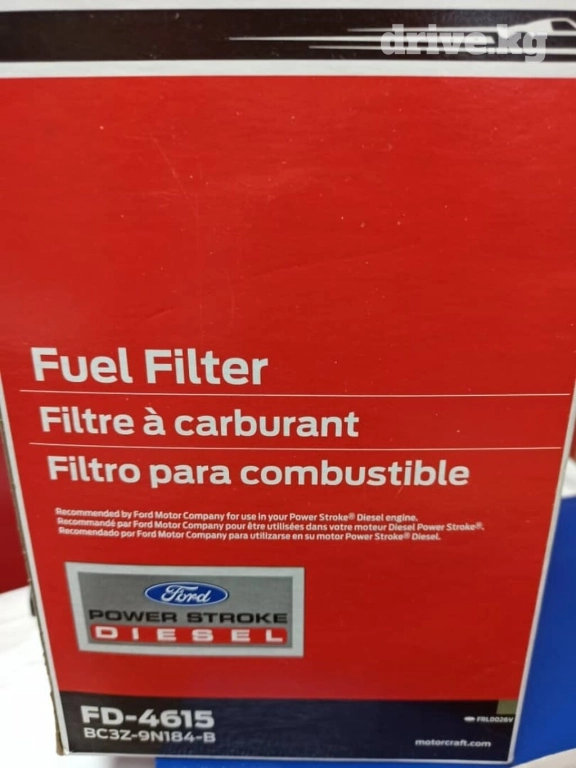 drive.kg
Fuel Filter
Filtre à carburant
Filtro para combustible
Recommended by Ford Motor Company for use in your Power Stroke® Diesel engine.
Recommandé par Ford Motor Company pour être utilisées dans votre moteur Diesel Power Stroke®.
Recomendado por Ford Motor Company para utilizarse en su motor Power Stroke® Diesel.
Ford
POWER STROKE
DIESEL
FD-4615
BC3Z-9N184-B
FRL0026V
motorcraft.com